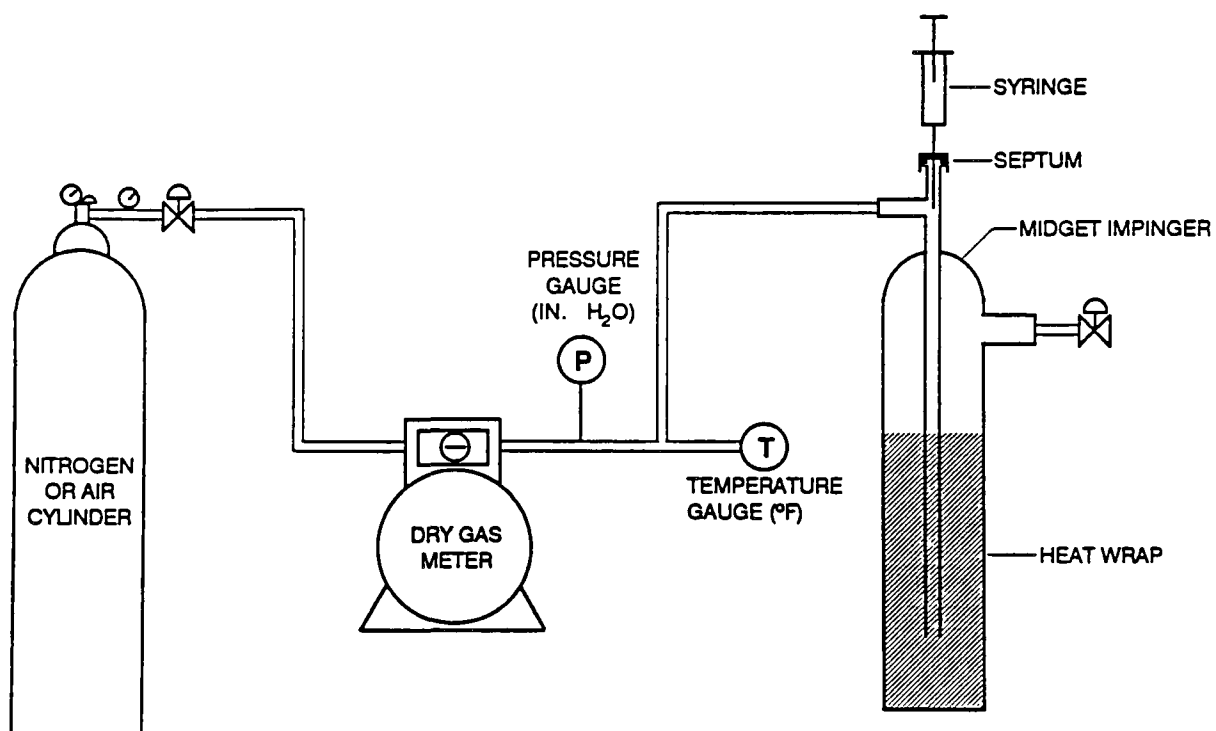 SYRINGE
SEPTUM
MIDGET IMPINGER
PRESSURE
GAUGE
(IN. H₂O)
P
T
TEMPERATURE
GAUGE (ºF)
NITROGEN
OR AIR
CYLINDER
DRY GAS
METER
HEAT WRAP